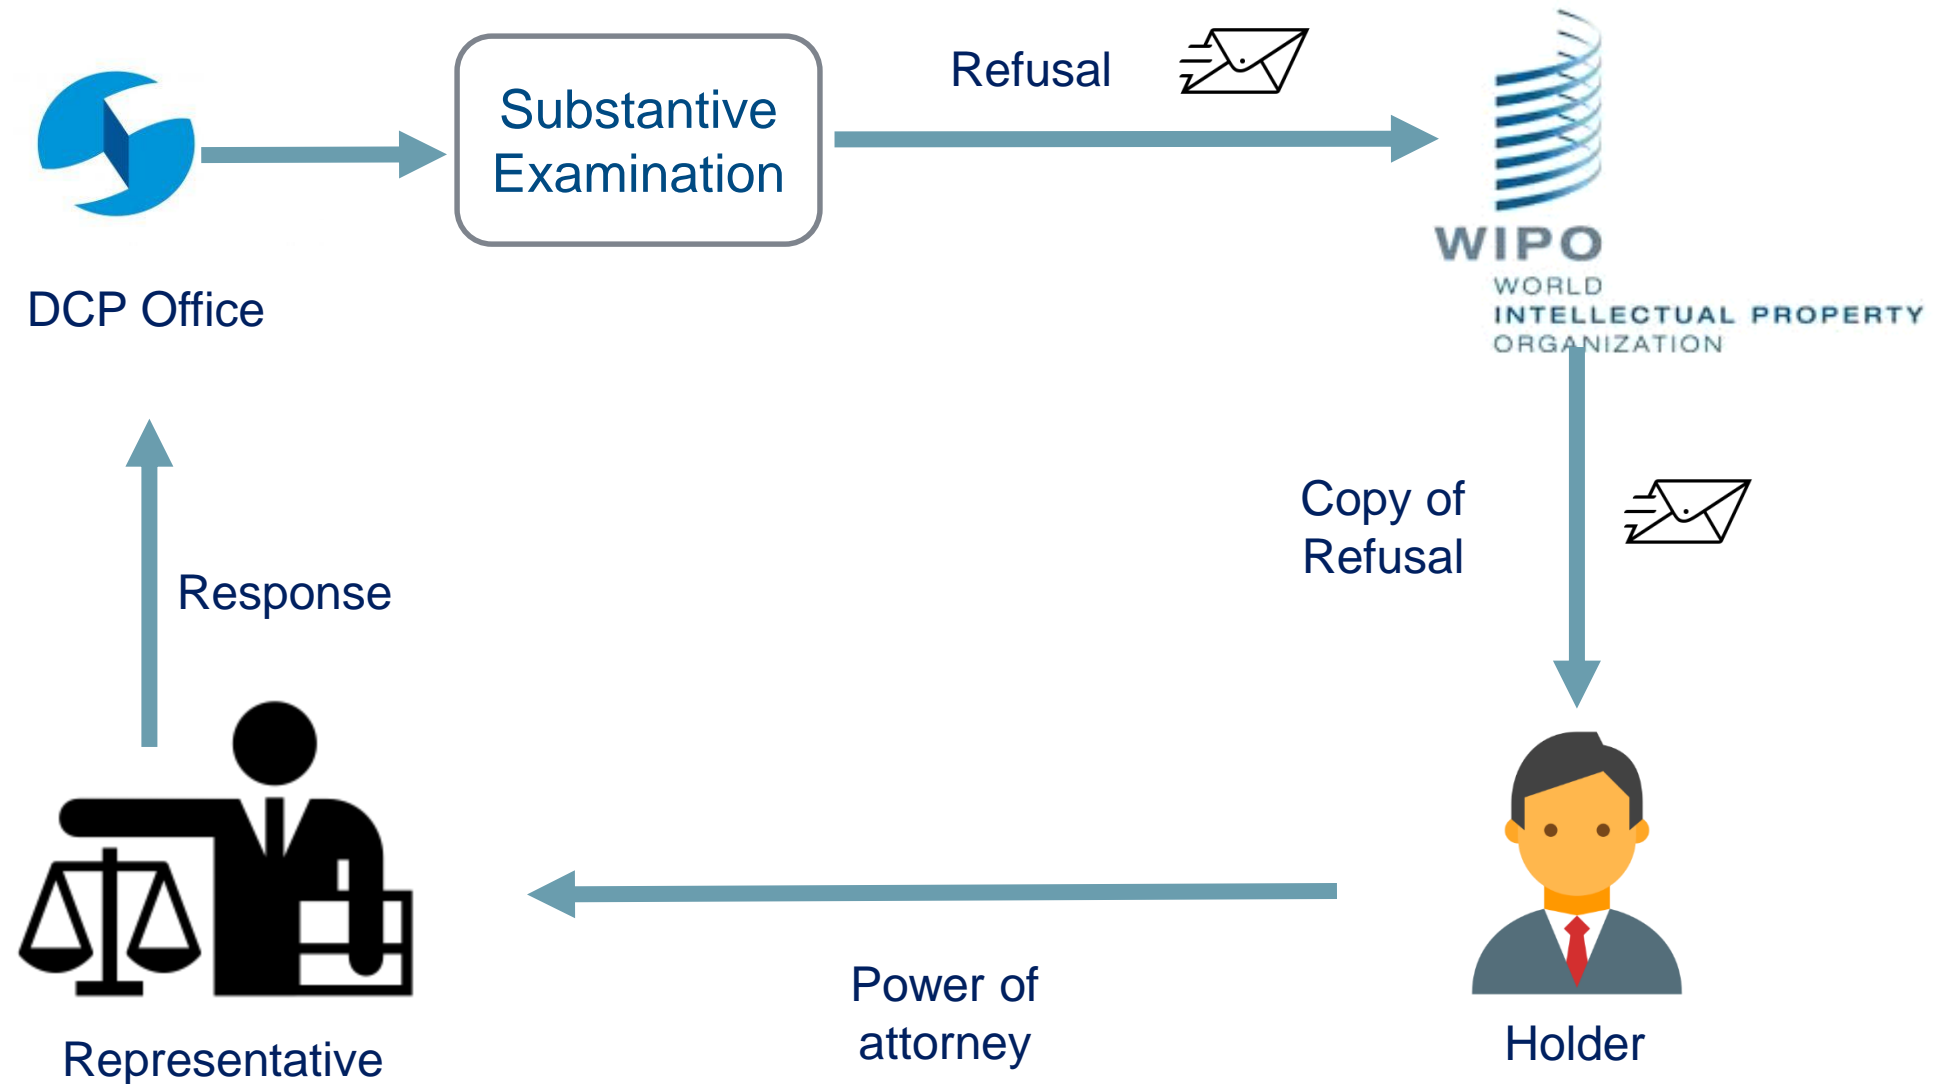 Substantive
Examination
Refusal
WIPO
WORLD
INTELLECTUAL PROPERTY
ORGANIZATION
DCP Office
Copy of
Refusal
Response
Power of
attorney
Representative
Holder